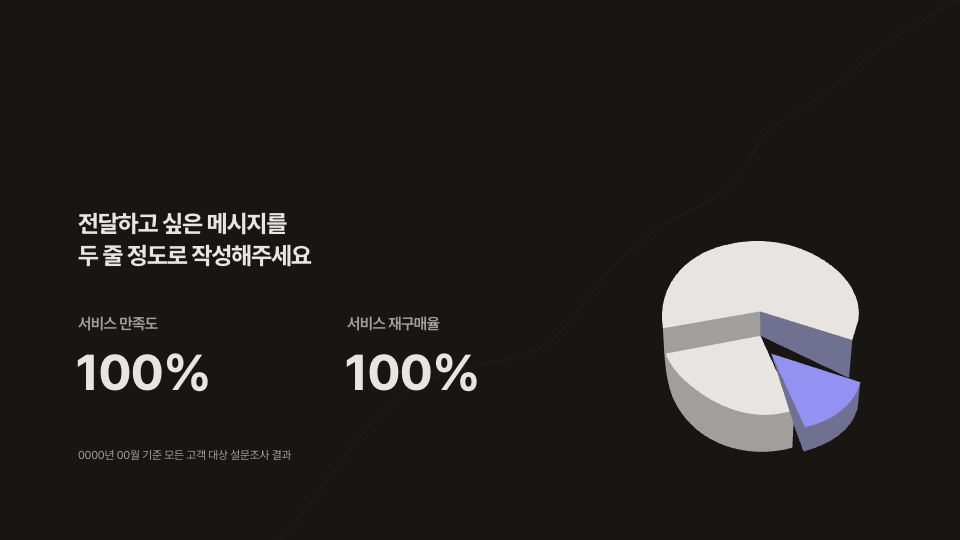 전달하고 싶은 메시지를
두 줄 정도로 작성해주세요
서비스 만족도
서비스 재구매율
100%
100%
0000년 00월 기준 모든 고객 대상 설문조사 결과